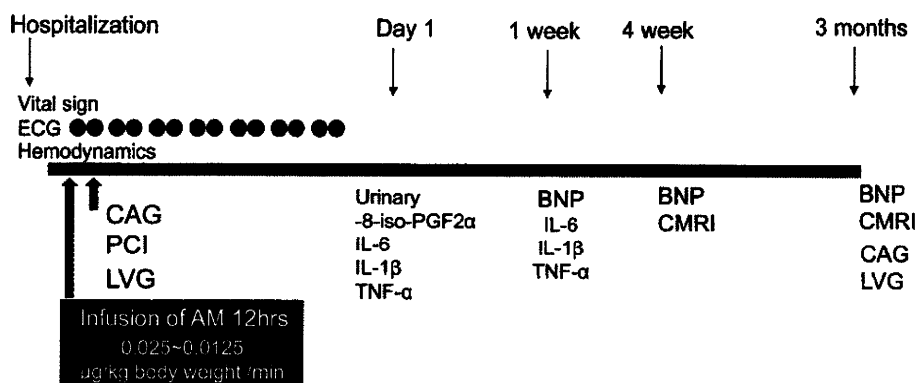 Hospitalization
Day 1
1 week
4 week
3 months
Vital sign
ECG
Hemodynamics
CAG
PCI
LVG
Urinary
-8-iso-PGF2α
IL-6
IL-1β
TNF-α
BNP
IL-6
IL-1β
TNF-α
BNP
CMRI
BNP
CMRI
CAG
LVG
Infusion of AM 12hrs
0.025~0.0125
μg/kg body weight /min